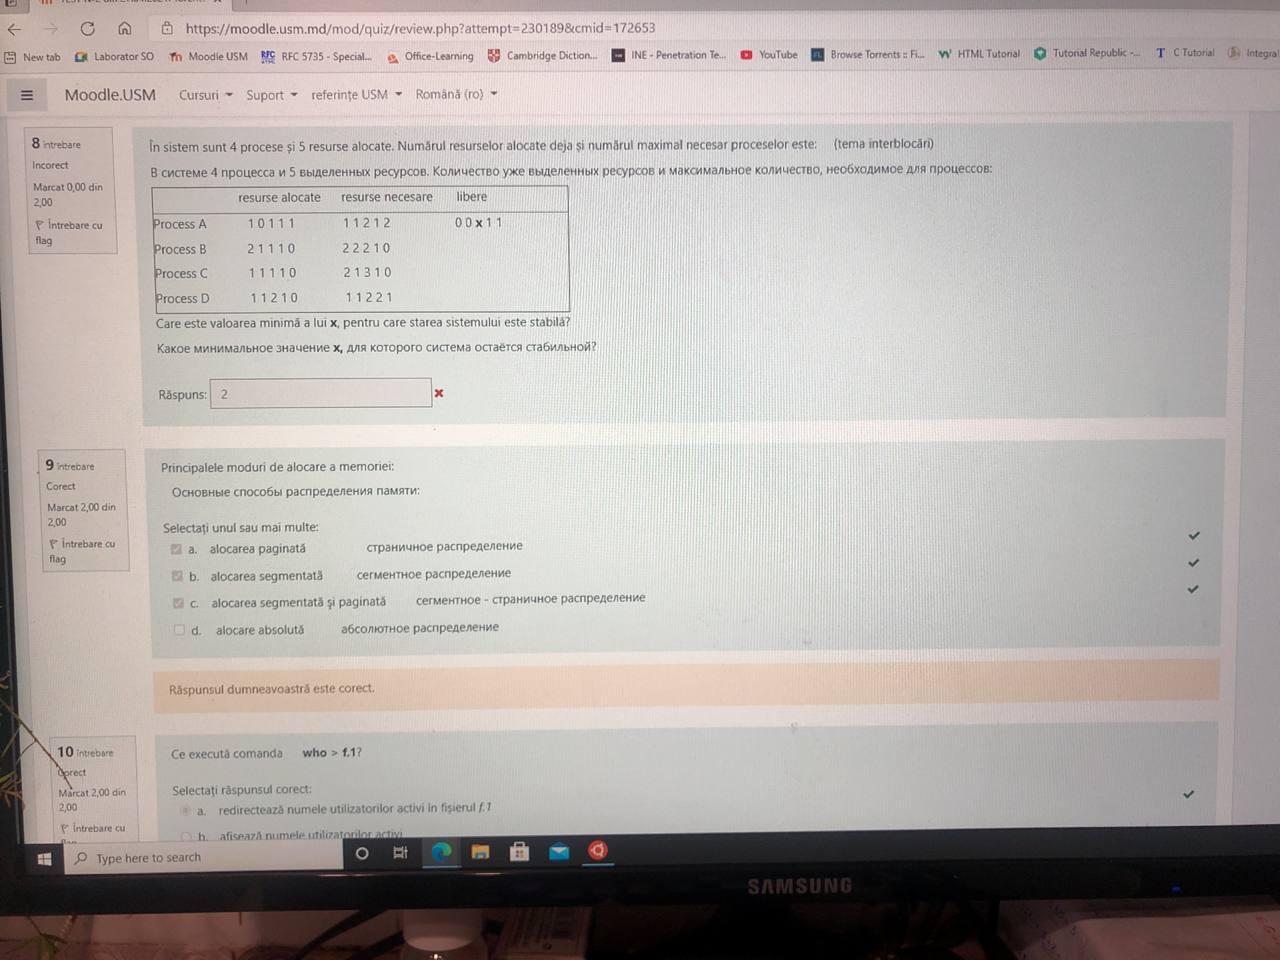 https://moodle.usm.md/mod/quiz/review.php?attempt=230189&cmid=172653
New tab Laborator SO Moodle USM RFC 5735 - Special... Office-Learning Cambridge Diction... INE - Penetration Te... YouTube Browse Torrents :: Fi... HTML Tutorial Tutorial Republic -... C Tutorial Integral
Moodle.USM Cursuri Suport referințe USM Română (ro)
8 întrebare
Incorect
Marcat 0,00 din
2,00
Întrebare cu
flag
În sistem sunt 4 procese și 5 resurse alocate. Numărul resurselor alocate deja și numărul maximal necesar proceselor este: (tema interblocări)
В системе 4 процесса и 5 выделенных ресурсов. Количество уже выделенных ресурсов и максимальное количество, необходимое для процессов:
resurse alocate resurse necesare libere
Process A 1 0 1 1 1 1 1 2 1 2 0 0 x 1 1
Process B 2 1 1 1 0 2 2 2 1 0
Process C 1 1 1 1 0 2 1 3 1 0
Process D 1 1 2 1 0 1 1 2 2 1
Care este valoarea minimă a lui x, pentru care starea sistemului este stabilă?
Какое минимальное значение x, для которого система остаётся стабильной?
Răspuns: 2
9 întrebare
Corect
Marcat 2,00 din
2,00
Întrebare cu
flag
Principalele moduri de alocare a memoriei:
Основные способы распределения памяти:
Selectați unul sau mai multe:
a. alocarea paginată страничное распределение
b. alocarea segmentată сегментное распределение
c. alocarea segmentată şi paginată сегментное - страничное распределение
d. alocare absolută абсолютное распределение
Răspunsul dumneavoastră este corect.
10 întrebare
Corect
Marcat 2,00 din
2,00
Întrebare cu
Ce execută comanda who > f.1?
Selectați răspunsul corect:
a. redirectează numele utilizatorilor activi în fișierul f.1
b. afișează numele utilizatorilor activi
Type here to search
SAMSUNG